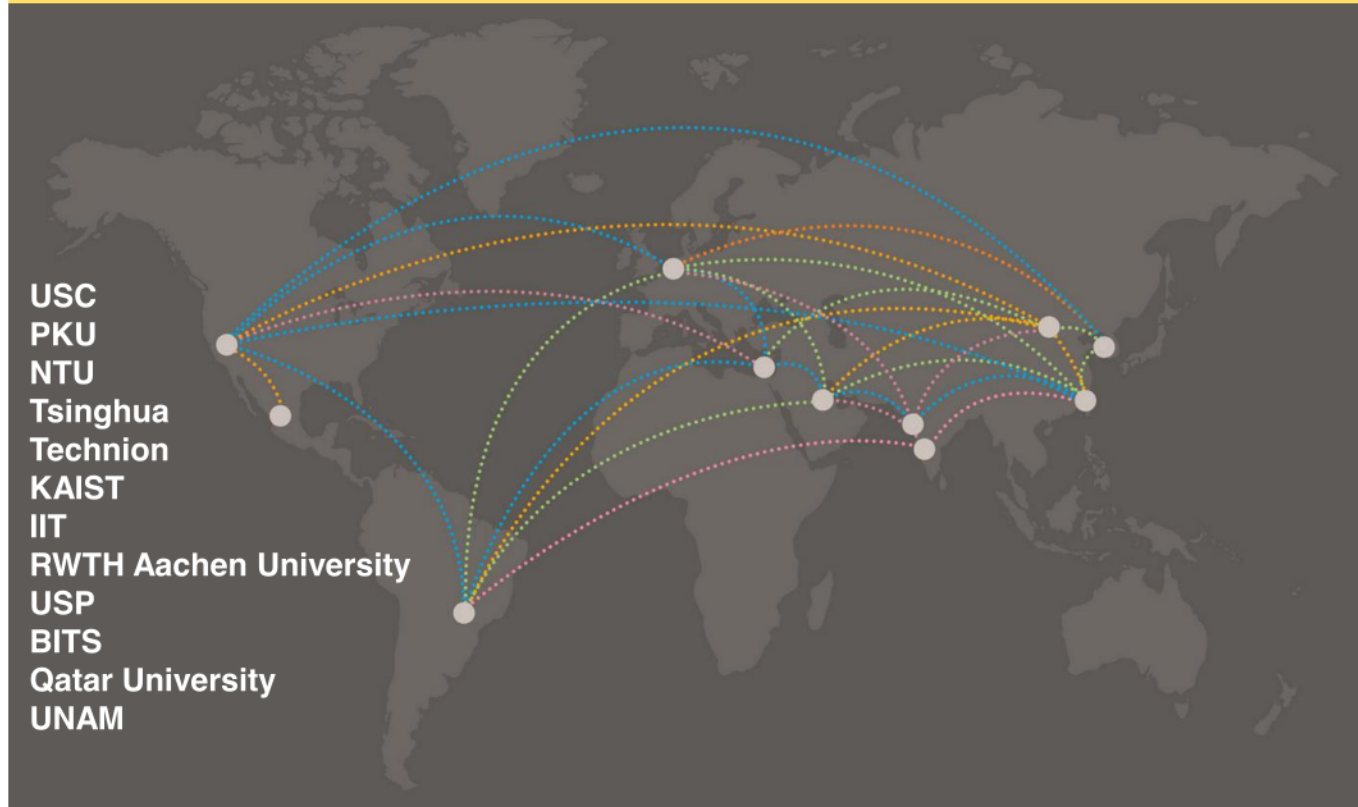 USC
PKU
NTU
Tsinghua
Technion
KAIST
IIT
RWTH Aachen University
USP
BITS
Qatar University
UNAM